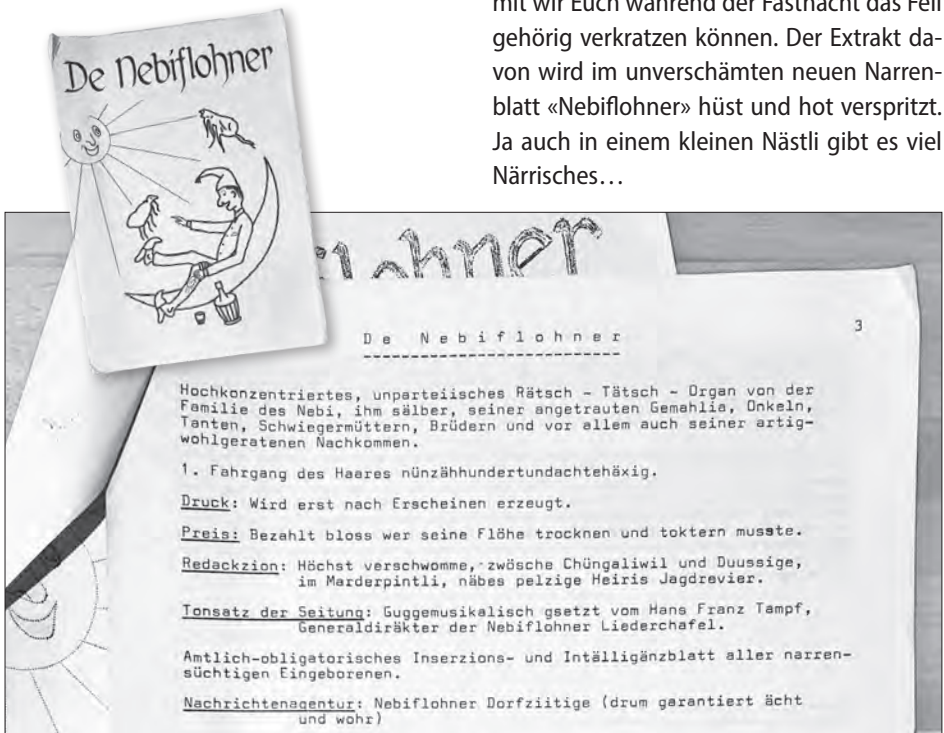 mit wir Euch während der Fastnacht das Fell
gehörig verkratzen können. Der Extrakt da-
von wird im unverschämten neuen Narren-
blatt «Nebiflohner» hüst und hot verspritzt.
Ja auch in einem kleinen Nästli gibt es viel
Närrisches…
De Nebiflohner
flohner
De Nebiflohner
3
Hochkonzentriertes, unparteiisches Rätsch - Tätsch - Organ von der
Familie des Nebi, ihm sälber, seiner angetrauten Gemahlia, Onkeln,
Tanten, Schwiegermüttern, Brüdern und vor allem auch seiner artig-
wohlgeratenen Nachkommen.
1. Fahrgang des Haares nünzähhundertundachtehäxig.
Druck: Wird erst nach Erscheinen erzeugt.
Preis: Bezahlt bloss wer seine Flöhe trocknen und toktern musste.
Redackzion: Höchst verschwomme, zwösche Chüngaliwil und Duussige,
im Marderpintli, näbes pelzige Heiris Jagdrevier.
Tonsatz der Seitung: Guggemusikalisch gsetzt vom Hans Franz Tampf,
Generaldiräkter der Nebiflohner Liederchafel.
Amtlich-obligatorisches Inserzions- und Intälligänzblatt aller narren-
süchtigen Eingeborenen.
Nachrichtenagentur: Nebiflohner Dorfziitige (drum garantiert ächt
und wohr)